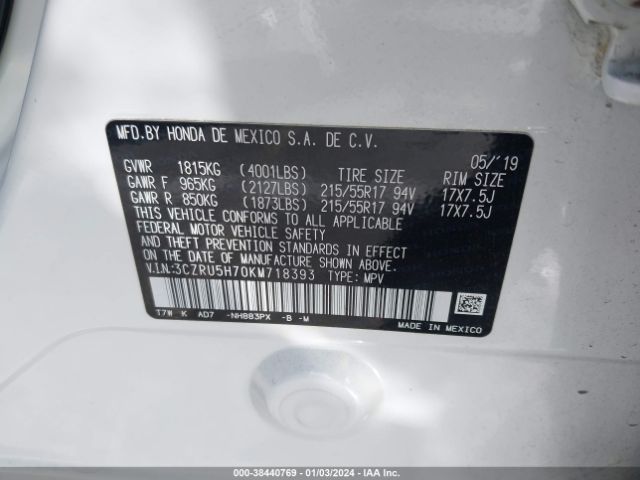 MFD.BY HONDA DE MEXICO S.A. DE C.V.
05/'19
GVWR 1815KG (4001LBS) TIRE SIZE RIM SIZE
GAWR F 965KG (2127LBS) 215/55R17 94V 17X7.5J
GAWR R 850KG (1873LBS) 215/55R17 94V 17X7.5J
THIS VEHICLE CONFORMS TO ALL APPLICABLE
FEDERAL MOTOR VEHICLE SAFETY
AND THEFT PREVENTION STANDARDS IN EFFECT
ON THE DATE OF MANUFACTURE SHOWN ABOVE.
V.I.N:3CZRU5H70KM718393 TYPE: MPV
T7W K AD7 -NH883PX -B -M
MADE IN MEXICO
000-38440769 - 01/03/2024 - IAA Inc.